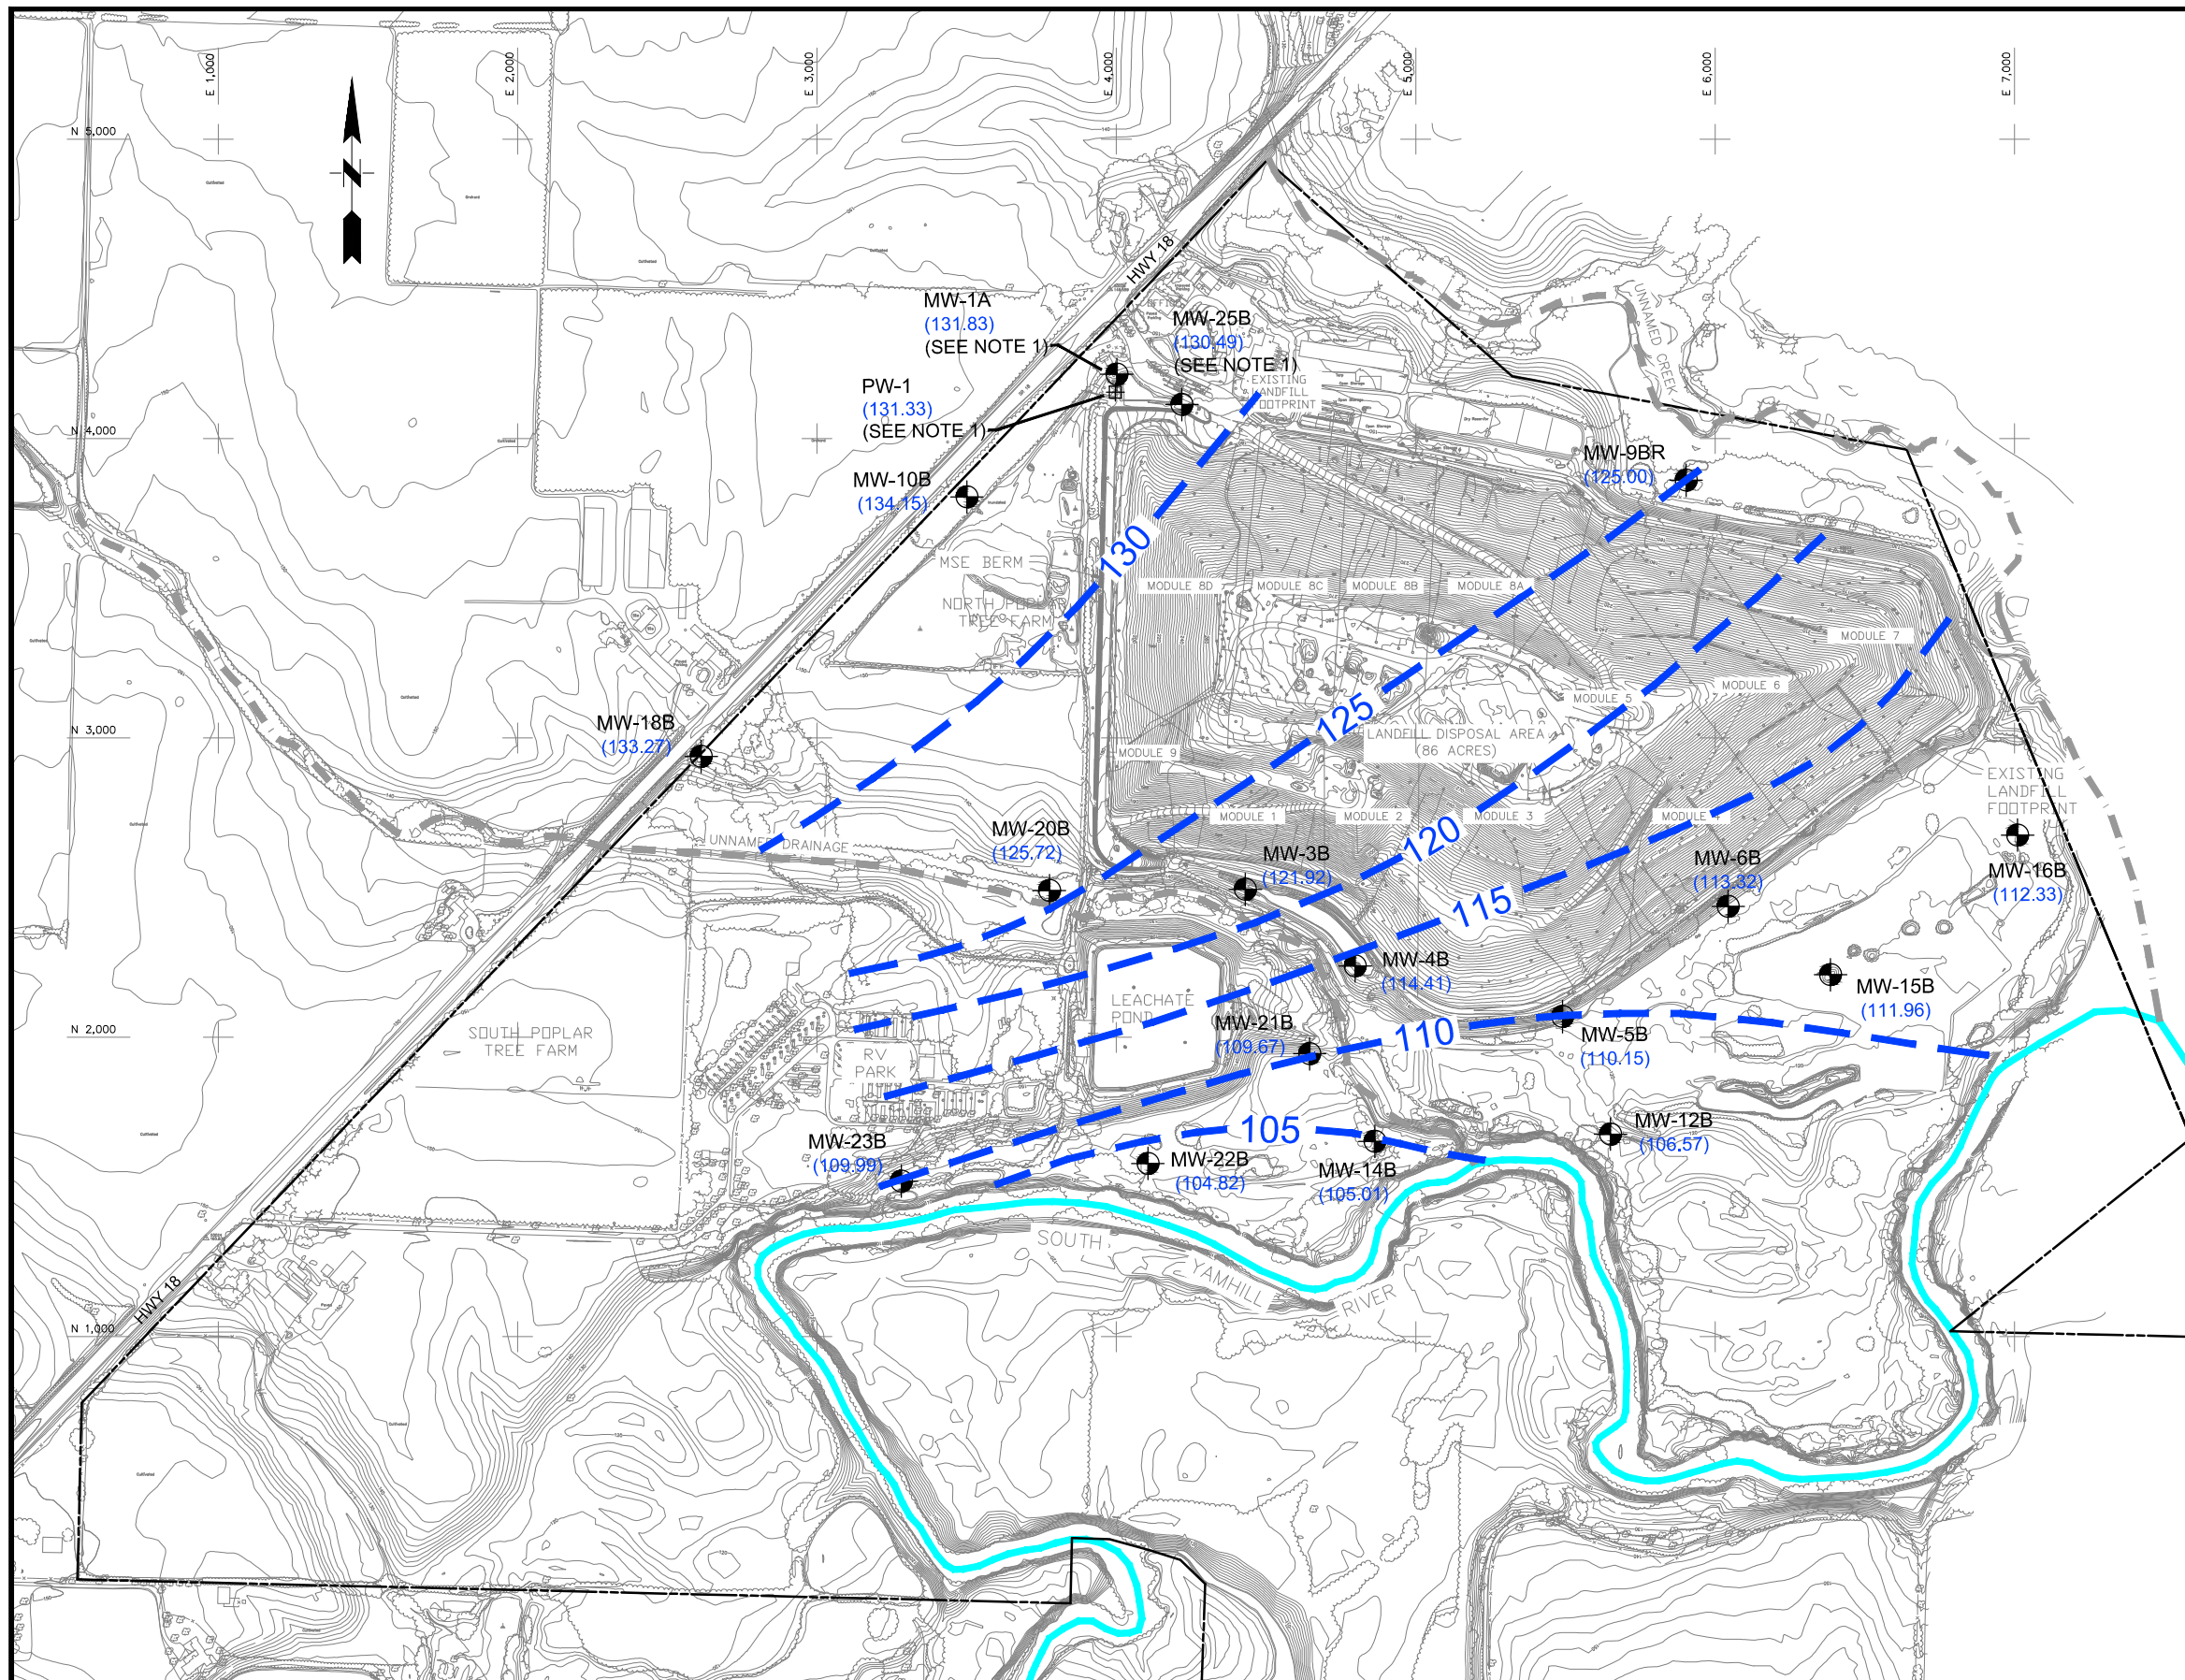 E 1,000
E 2,000
E 3,000
E 4,000
E 5,000
E 6,000
E 7,000
N 5,000
N
HWY 18
UNNAMED CREEK
MW-1A
(131.83)
(SEE NOTE 1)
MW-25B
(130.49)
(SEE NOTE 1)
PW-1
(131.33)
(SEE NOTE 1)
EXISTING
LANDFILL
FOOTPRINT
N 4,000
MW-9BR
(125.00)
MW-10B
(134.15)
130
MSE BERM
MODULE 8D
MODULE 8C
MODULE 8B
MODULE 8A
NORTH POPLAR
TREE FARM
MODULE 7
MODULE 6
MODULE 5
125
MW-18B
(133.27)
N 3,000
LANDFILL DISPOSAL AREA
(86 ACRES)
MODULE 9
EXISTING
LANDFILL
FOOTPRINT
MODULE 1
MODULE 2
MODULE 3
MODULE 4
UNNAMED DRAINAGE
MW-20B
(125.72)
120
MW-3B
(121.92)
MW-6B
(113.32)
MW-16B
(112.33)
115
MW-4B
(114.41)
MW-15B
(111.96)
LEACHATE
POND
N 2,000
SOUTH POPLAR
TREE FARM
MW-21B
(109.67)
110
MW-5B
(110.15)
RV
PARK
MW-23B
(109.99)
105
MW-12B
(106.57)
MW-22B
(104.82)
MW-14B
(105.01)
SOUTH
YAMHILL
RIVER
HWY 18
N 1,000